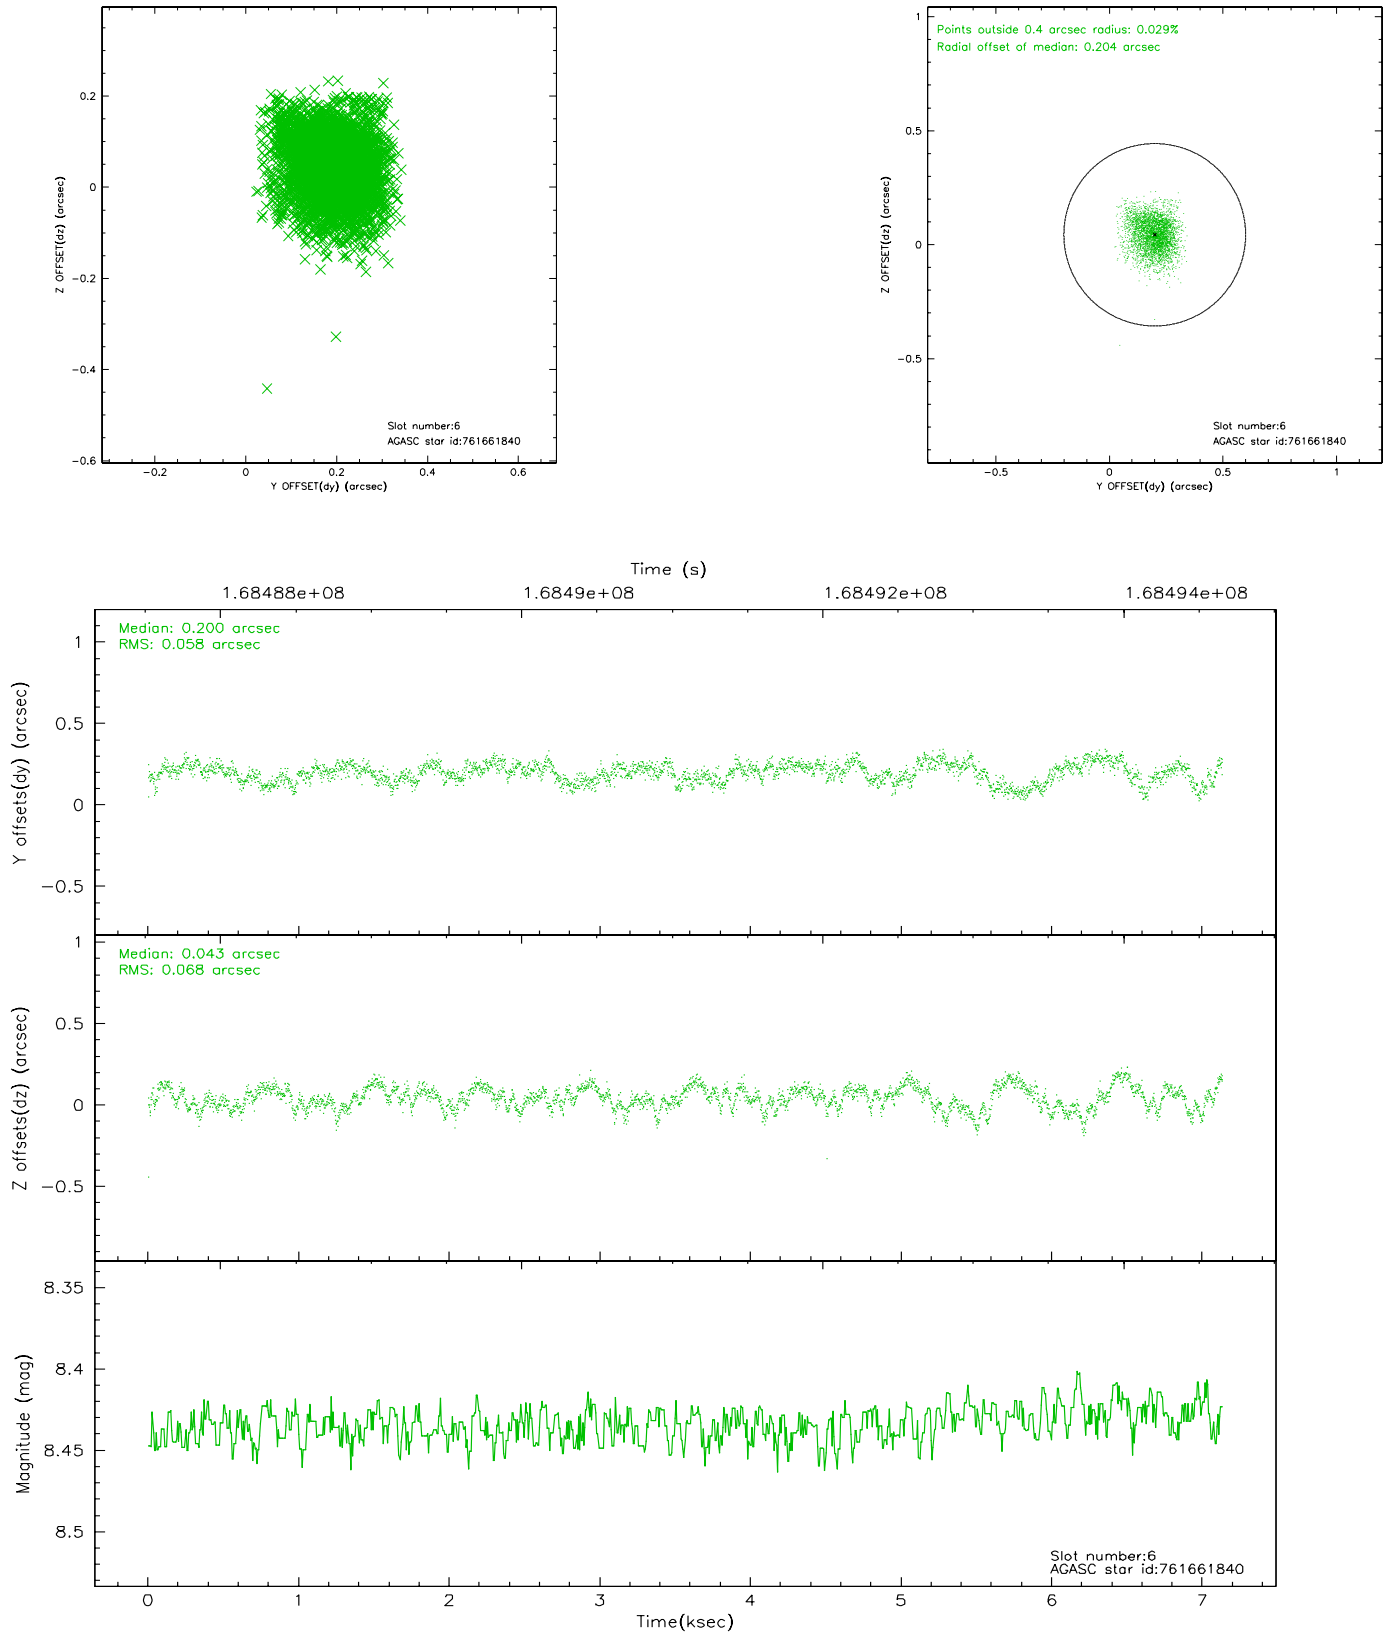 0.2
0
−0.2
−0.4
−0.6
Z OFFSET(dz) (arcsec)
Slot number:6
AGASC star id:761661840
−0.2 0 0.2 0.4 0.6
Y OFFSET(dy) (arcsec)
Points outside 0.4 arcsec radius: 0.029%
Radial offset of median: 0.204 arcsec
1
0.5
0
−0.5
Z OFFSET(dz) (arcsec)
Slot number:6
AGASC star id:761661840
−0.5 0 0.5 1
Y OFFSET(dy) (arcsec)
Time (s)
1.68488e+08 1.6849e+08 1.68492e+08 1.68494e+08
Median: 0.200 arcsec
RMS: 0.058 arcsec
1
0.5
0
−0.5
Y offsets(dy) (arcsec)
Median: 0.043 arcsec
RMS: 0.068 arcsec
1
0.5
0
−0.5
Z offsets(dz) (arcsec)
8.35
8.4
8.45
8.5
Magnitude (mag)
Slot number:6
AGASC star id:761661840
0 1 2 3 4 5 6 7
Time(ksec)